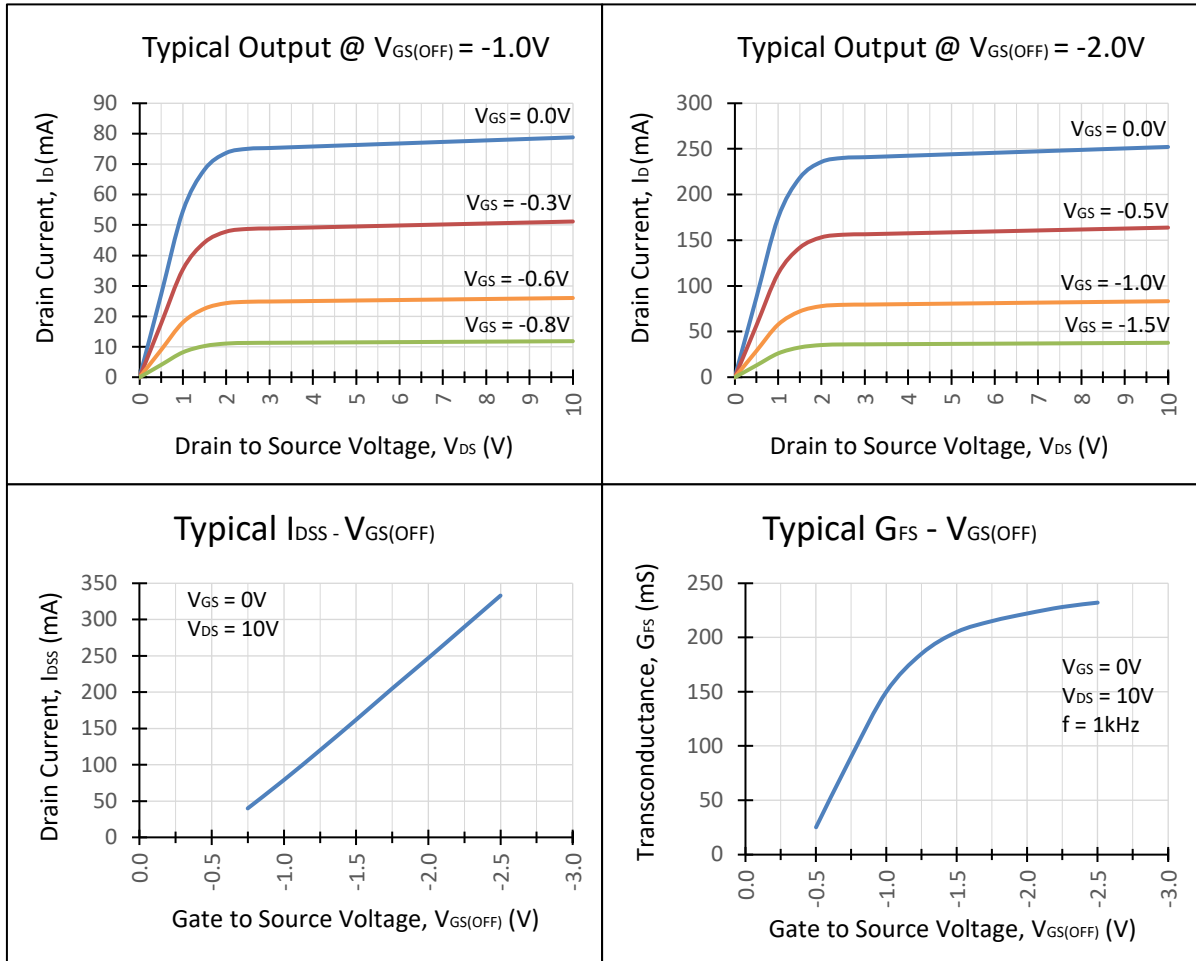 Typical Output @ VGS(OFF) = -1.0V
Drain Current, ID (mA)
90
80
70
60
50
40
30
20
10
0
VGS = 0.0V
VGS = -0.3V
VGS = -0.6V
VGS = -0.8V
0 1 2 3 4 5 6 7 8 9 10
Drain to Source Voltage, VDS (V)
Typical Output @ VGS(OFF) = -2.0V
Drain Current, ID (mA)
300
250
200
150
100
50
0
VGS = 0.0V
VGS = -0.5V
VGS = -1.0V
VGS = -1.5V
0 1 2 3 4 5 6 7 8 9 10
Drain to Source Voltage, VDS (V)
Typical IDSS - VGS(OFF)
Drain Current, IDSS (mA)
350
300
250
200
150
100
50
0
VGS = 0V
VDS = 10V
0.0 -0.5 -1.0 -1.5 -2.0 -2.5 -3.0
Gate to Source Voltage, VGS(OFF) (V)
Typical GFS - VGS(OFF)
Transconductance, GFS (mS)
250
200
150
100
50
0
VGS = 0V
VDS = 10V
f = 1kHz
0.0 -0.5 -1.0 -1.5 -2.0 -2.5 -3.0
Gate to Source Voltage, VGS(OFF) (V)